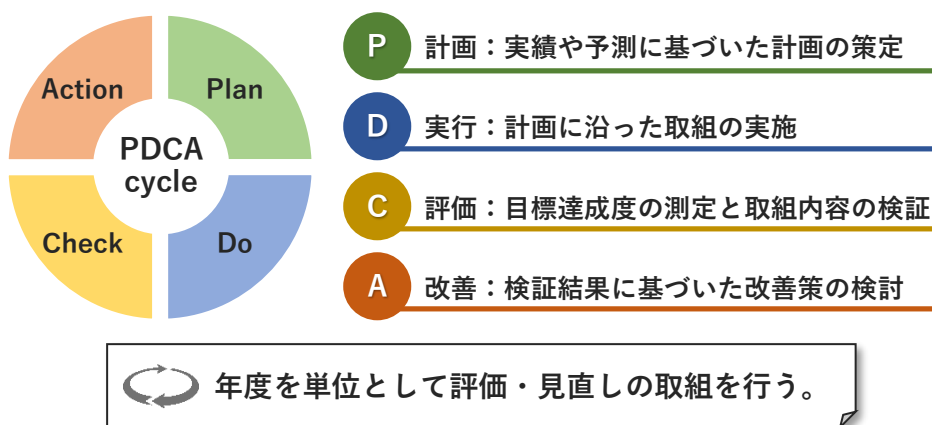 Action
Plan
PDCA
cycle
Check
Do
P
計画：実績や予測に基づいた計画の策定
D
実行：計画に沿った取組の実施
C
評価：目標達成度の測定と取組内容の検証
A
改善：検証結果に基づいた改善策の検討
年度を単位として評価・見直しの取組を行う。